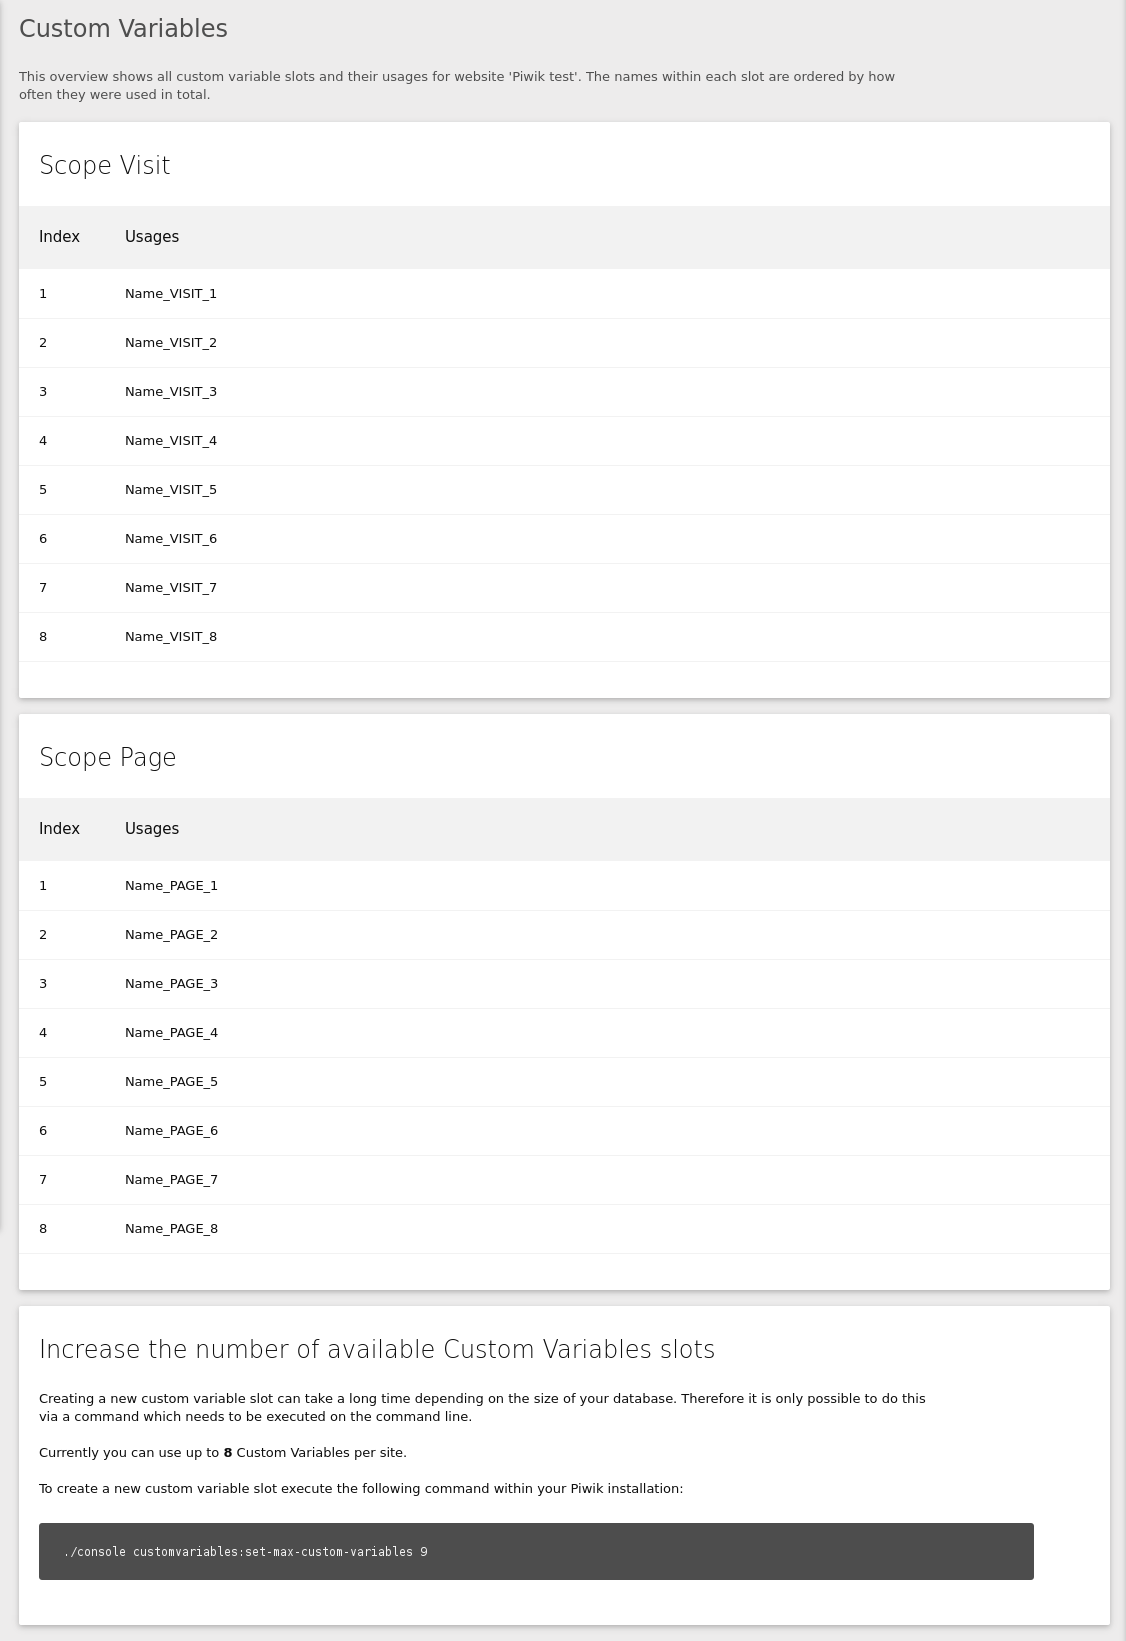 Custom Variables
This overview shows all custom variable slots and their usages for website 'Piwik test'. The names within each slot are ordered by how
often they were used in total.
Scope Visit
Index Usages
1 Name_VISIT_1
2 Name_VISIT_2
3 Name_VISIT_3
4 Name_VISIT_4
5 Name_VISIT_5
6 Name_VISIT_6
7 Name_VISIT_7
8 Name_VISIT_8
Scope Page
Index Usages
1 Name_PAGE_1
2 Name_PAGE_2
3 Name_PAGE_3
4 Name_PAGE_4
5 Name_PAGE_5
6 Name_PAGE_6
7 Name_PAGE_7
8 Name_PAGE_8
Increase the number of available Custom Variables slots
Creating a new custom variable slot can take a long time depending on the size of your database. Therefore it is only possible to do this
via a command which needs to be executed on the command line.
Currently you can use up to 8 Custom Variables per site.
To create a new custom variable slot execute the following command within your Piwik installation:
./console customvariables:set-max-custom-variables 9